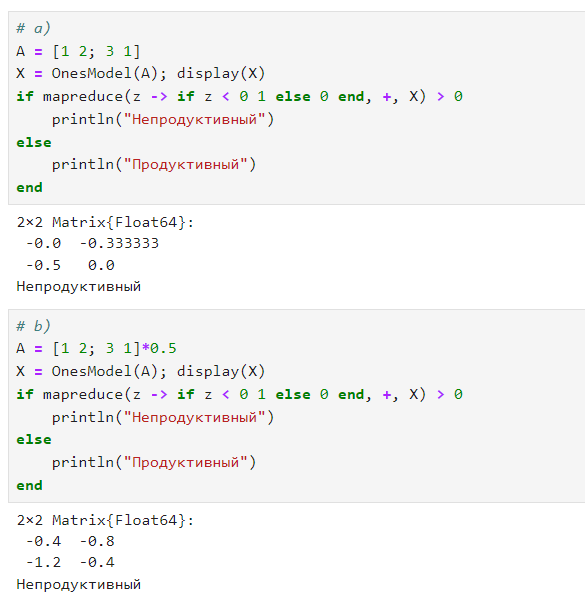 # a)
A = [1 2; 3 1]
X = OnesModel(A); display(X)
if mapreduce(z -> if z < 0 1 else 0 end, +, X) > 0
    println("Непродуктивный")
else
    println("Продуктивный")
end
2×2 Matrix{Float64}:
 -0.0  -0.333333
 -0.5   0.0
Непродуктивный
# b)
A = [1 2; 3 1]*0.5
X = OnesModel(A); display(X)
if mapreduce(z -> if z < 0 1 else 0 end, +, X) > 0
    println("Непродуктивный")
else
    println("Продуктивный")
end
2×2 Matrix{Float64}:
 -0.4  -0.8
 -1.2  -0.4
Непродуктивный